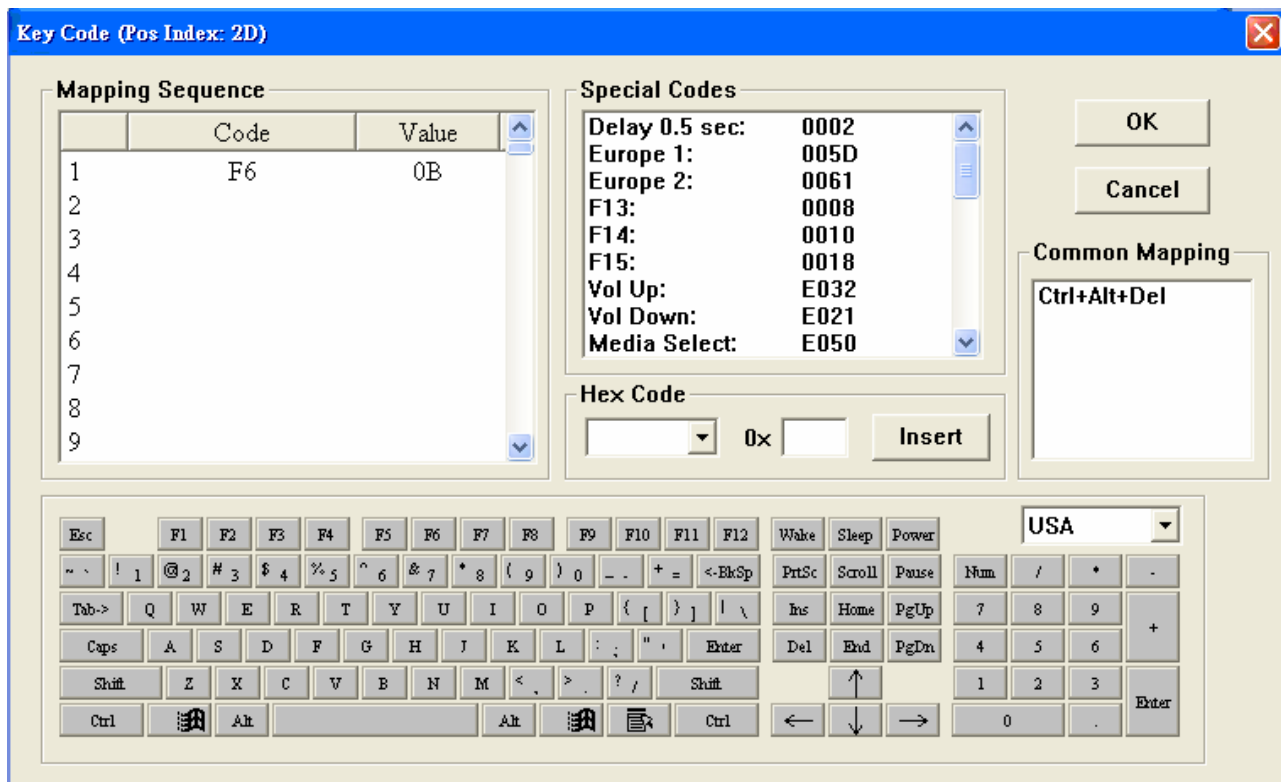 Key Code (Pos Index: 2D)
Mapping Sequence
Code Value
1 F6 0B
2
3
4
5
6
7
8
9
Special Codes
Delay 0.5 sec: 0002
Europe 1: 005D
Europe 2: 0061
F13: 0008
F14: 0010
F15: 0018
Vol Up: E032
Vol Down: E021
Media Select: E050
Hex Code
0x Insert
OK
Cancel
Common Mapping
Ctrl+Alt+Del
USA
Esc F1 F2 F3 F4 F5 F6 F7 F8 F9 F10 F11 F12 Wake Sleep Power
~ ` ! 1 @ 2 # 3 $ 4 % 5 ^ 6 & 7 * 8 ( 9 ) 0 _ - + = <-BkSp PrtSc Scroll Pause Num / * -
Tab-> Q W E R T Y U I O P { [ } ] | \ Ins Home PgUp 7 8 9 +
Caps A S D F G H J K L : ; " ' Enter Del End PgDn 4 5 6
Shift Z X C V B N M < , > . ? / Shift ↑ 1 2 3 Enter
Ctrl Alt Alt Ctrl ← ↓ → 0 .